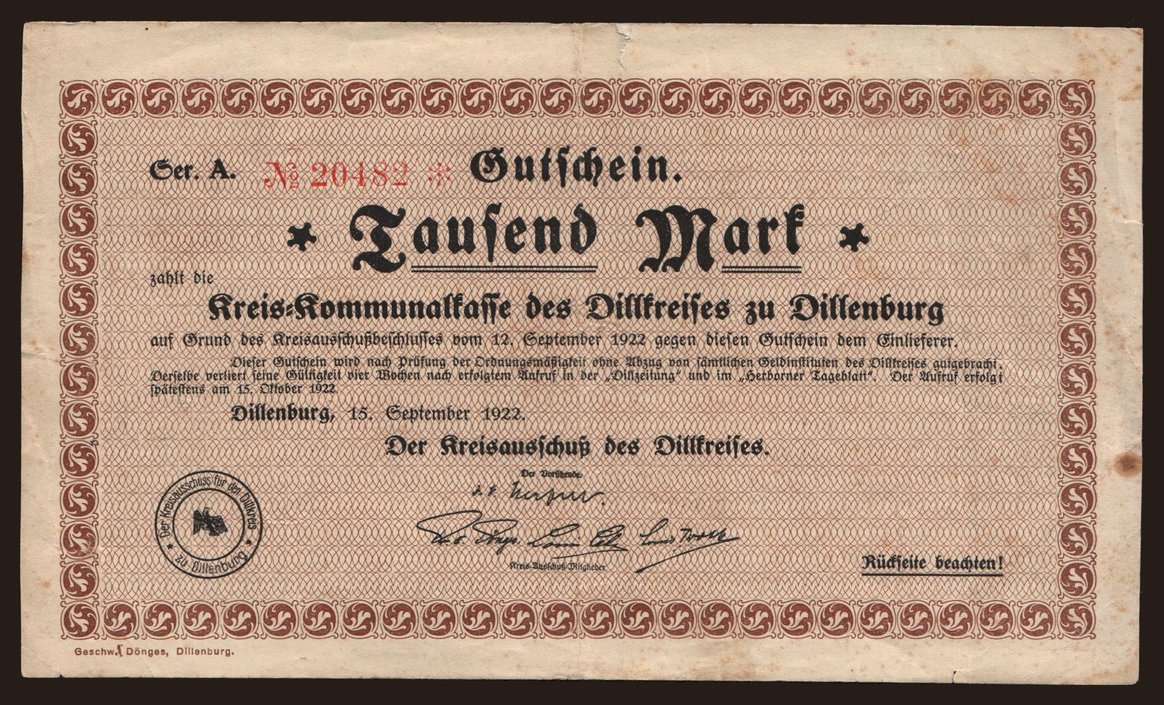 Ser. A. № 20482 * Gutschein.
* Tausend Mark *
zahlt die
Kreis=Kommunalkasse des Dillkreises zu Dillenburg
auf Grund des Kreisausschußbeschlusses vom 12. September 1922 gegen diesen Gutschein dem Einlieferer.
Dieser Gutschein wird nach Prüfung der Ordnungsmäßigkeit ohne Abzug von sämtlichen Geldinstituten des Dillkreises gutgebracht.
Derselbe verliert seine Gültigkeit vier Wochen nach erfolgtem Aufruf in der „Dillzeitung“ und im „Herborner Tageblatt“. Der Aufruf erfolgt
spätestens am 15. Oktober 1922
Dillenburg, 15. September 1922.
Der Kreisausschuß des Dillkreises.
Der Vorsitzende:
Kreis-Ausschuß-Mitglieder
Der Kreisausschuss für den Dillkreis
* zu Dillenburg *
Rückseite beachten!
Geschw. Dönges, Dillenburg.